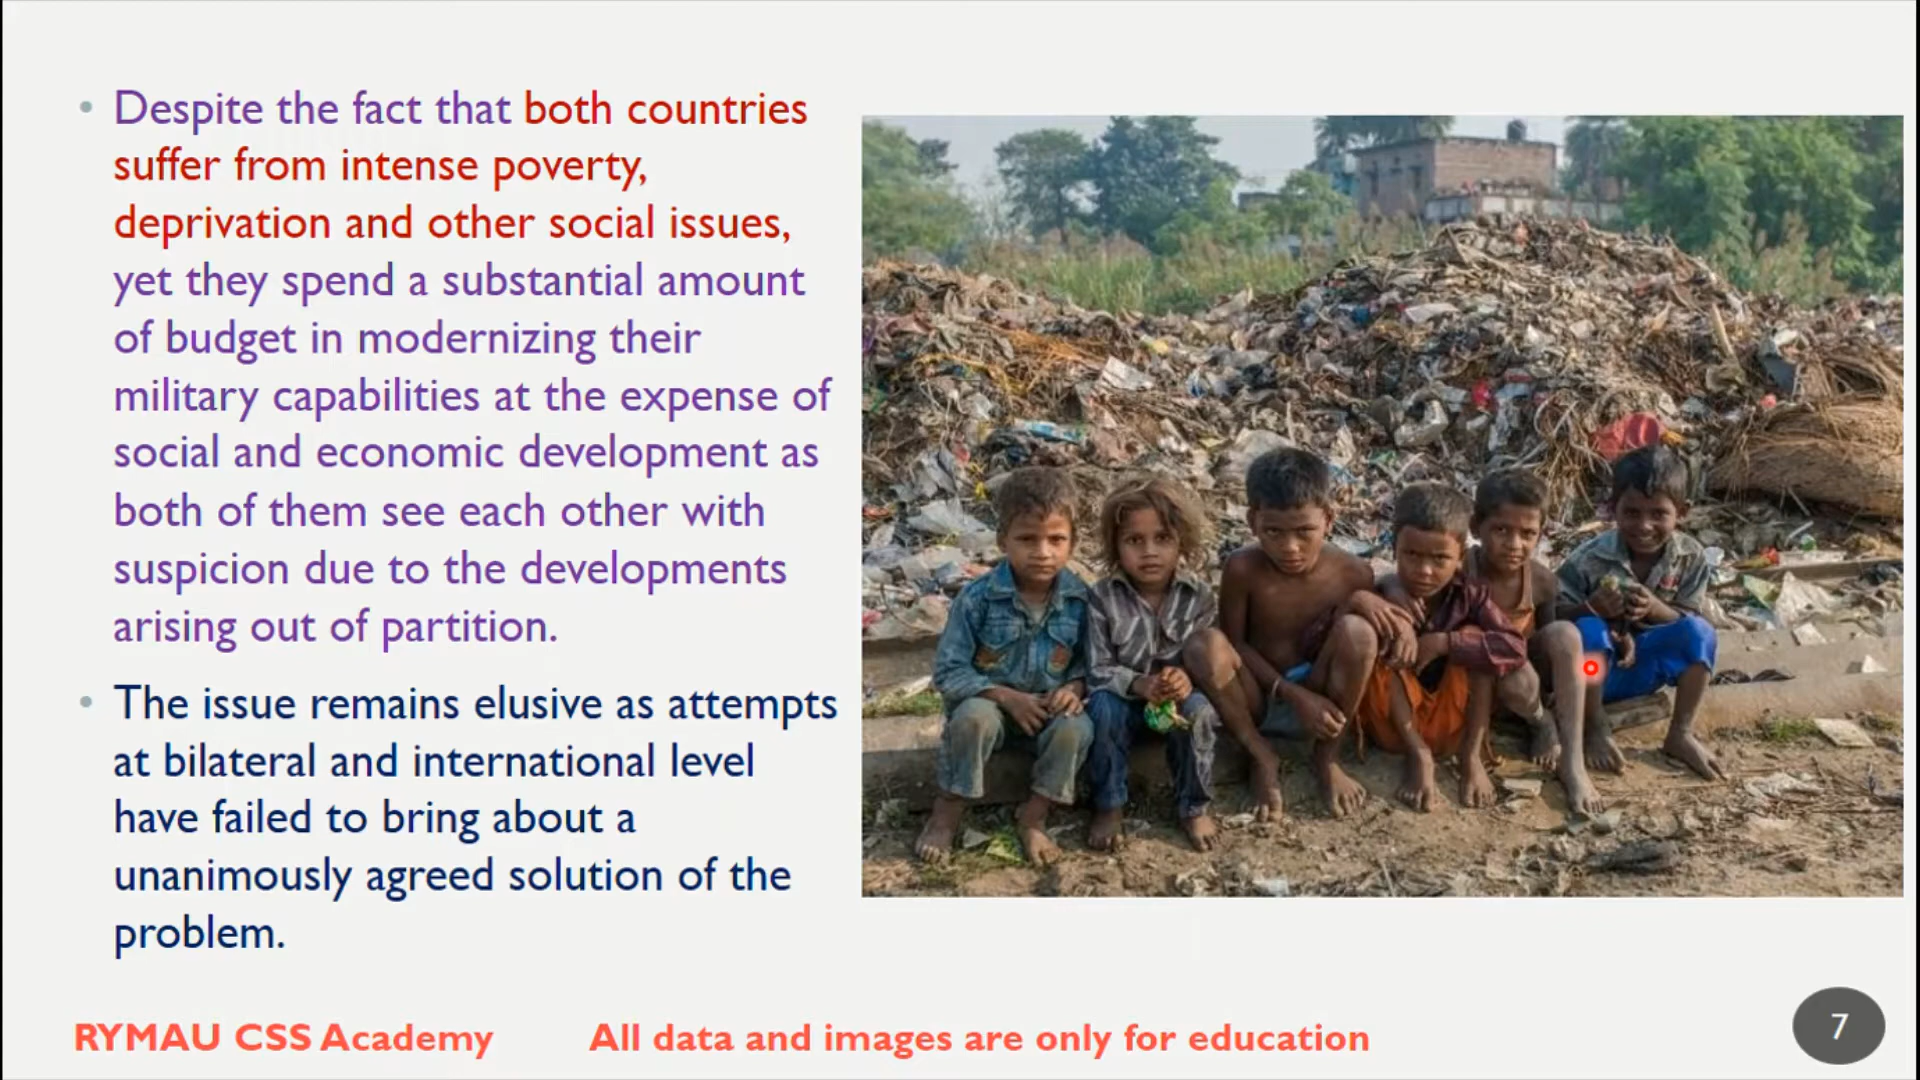 Despite the fact that both countries
suffer from intense poverty,
deprivation and other social issues,
yet they spend a substantial amount
of budget in modernizing their
military capabilities at the expense of
social and economic development as
both of them see each other with
suspicion due to the developments
arising out of partition.
The issue remains elusive as attempts
at bilateral and international level
have failed to bring about a
unanimously agreed solution of the
problem.
RYMAU CSS Academy
All data and images are only for education
7